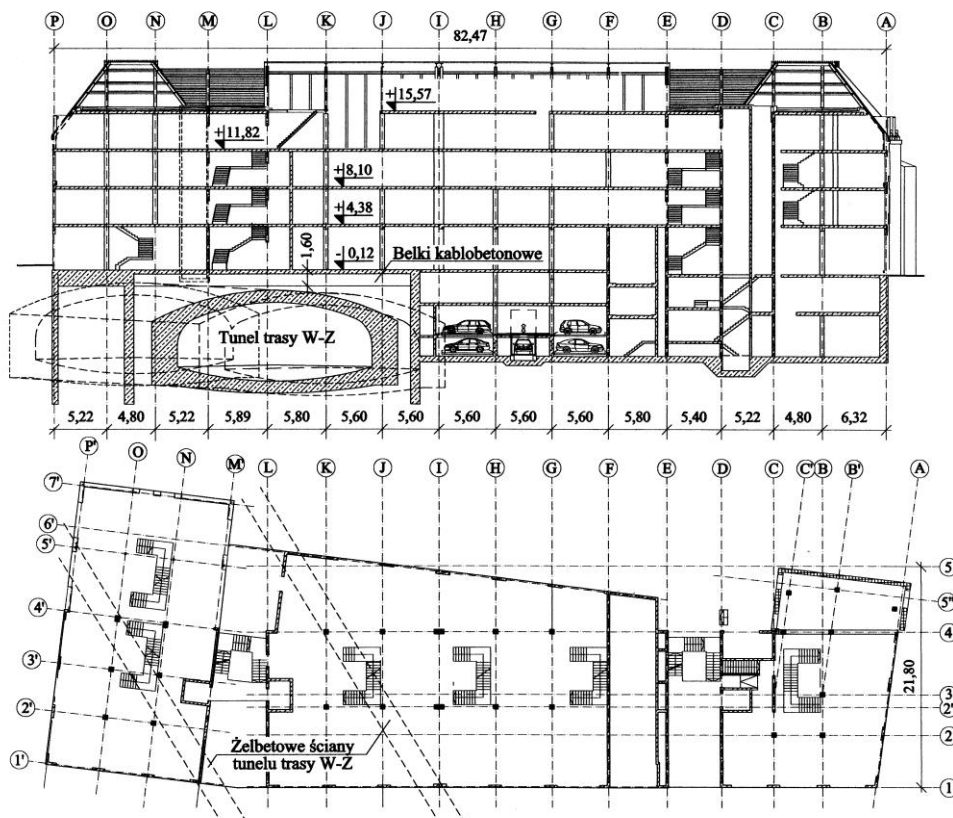 P O N M L K J I H G F E D C B A
82,47
+15,57
+11,82
+8,10
+4,38
1,60
-0,12 Belki kablobetonowe
Tunel trasy W-Z
5,22 4,80 5,22 5,89 5,80 5,60 5,60 5,60 5,60 5,60 5,80 5,40 5,22 4,80 6,32
P' O N M' L K J I H G F E D C C' B B' A
7'
6'
5' 5
5"
4' 4
3' 3
2' 2"
2
1' 1
21,80
Żelbetowe ściany
tunelu trasy W-Z